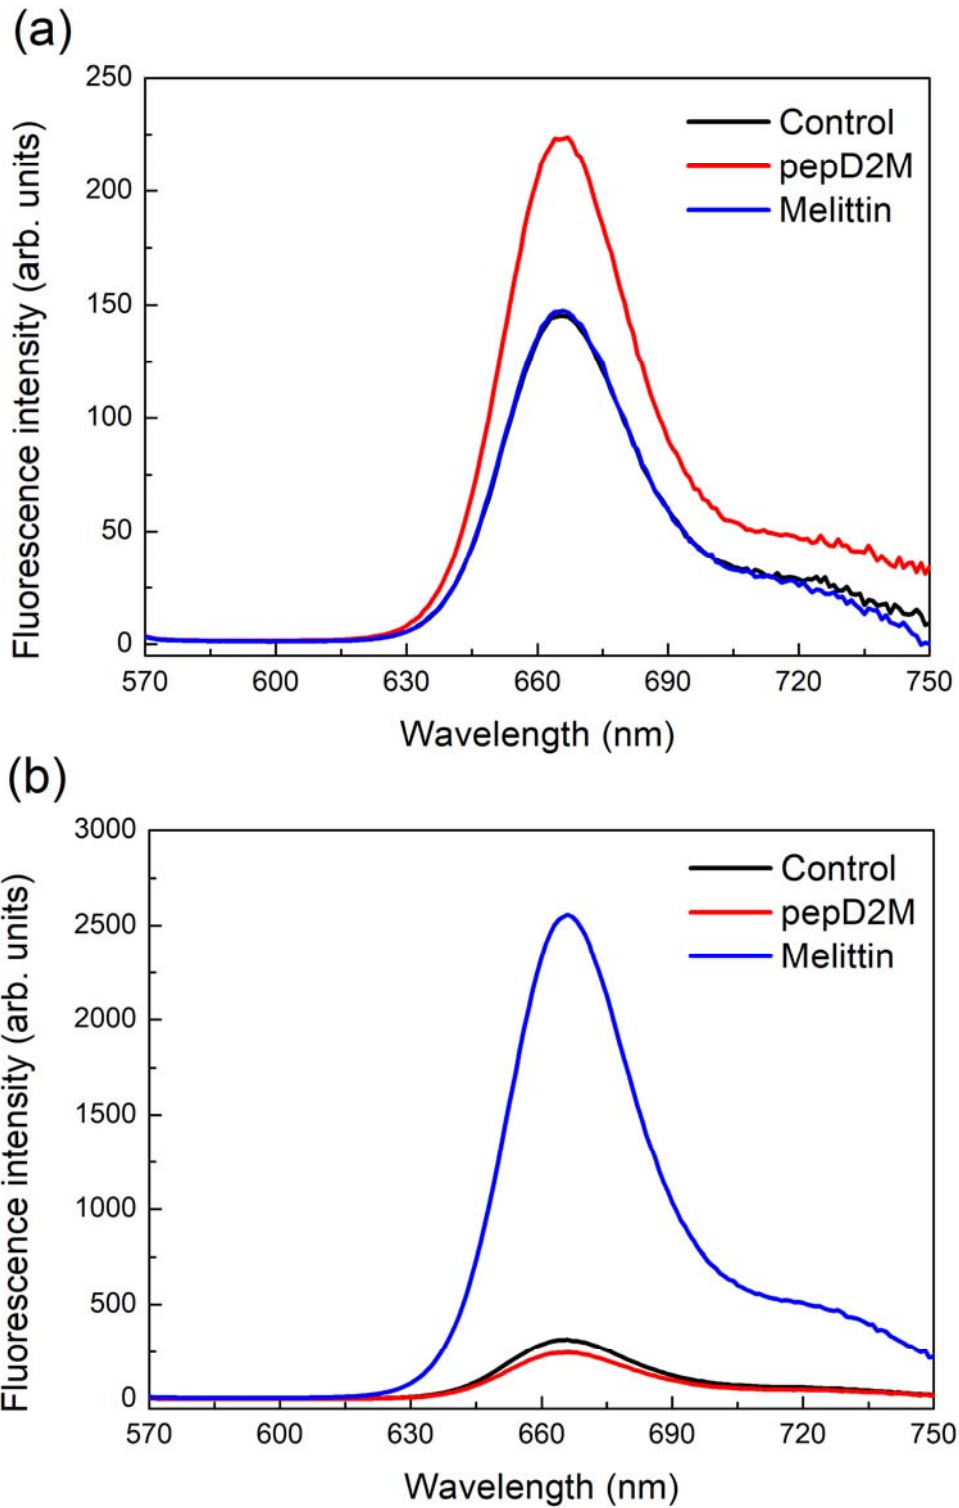 (a)
250
200
150
100
50
0
Fluorescence intensity (arb. units)
Control
pepD2M
Melittin
570 600 630 660 690 720 750
Wavelength (nm)
(b)
3000
2500
2000
1500
1000
500
0
Fluorescence intensity (arb. units)
Control
pepD2M
Melittin
570 600 630 660 690 720 750
Wavelength (nm)